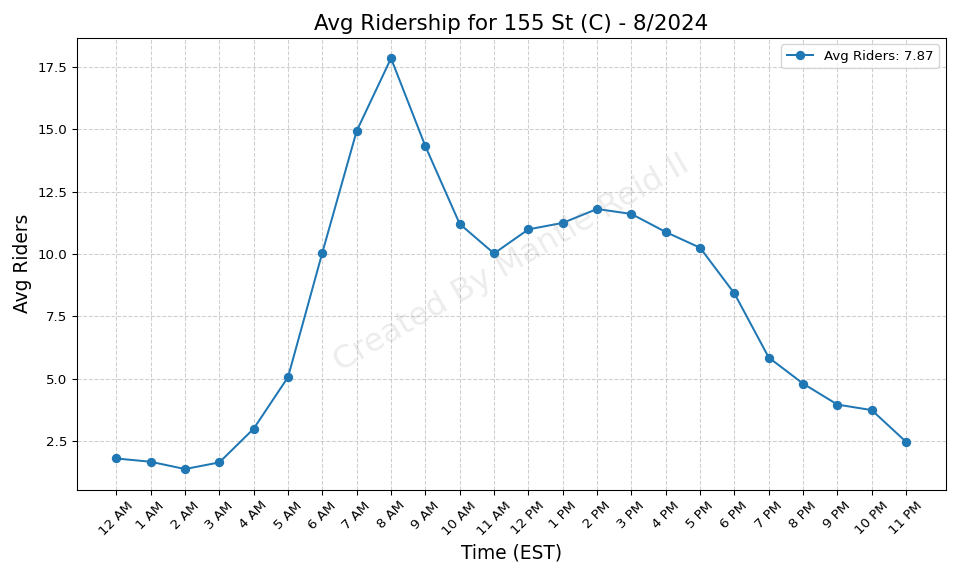 Avg Ridership for 155 St (C) - 8/2024
Avg Riders: 7.87
17.5
15.0
12.5
10.0
7.5
5.0
2.5
Avg Riders
Created By Mantie Reid II
12 AM
1 AM
2 AM
3 AM
4 AM
5 AM
6 AM
7 AM
8 AM
9 AM
10 AM
11 AM
12 PM
1 PM
2 PM
3 PM
4 PM
5 PM
6 PM
7 PM
8 PM
9 PM
10 PM
11 PM
Time (EST)